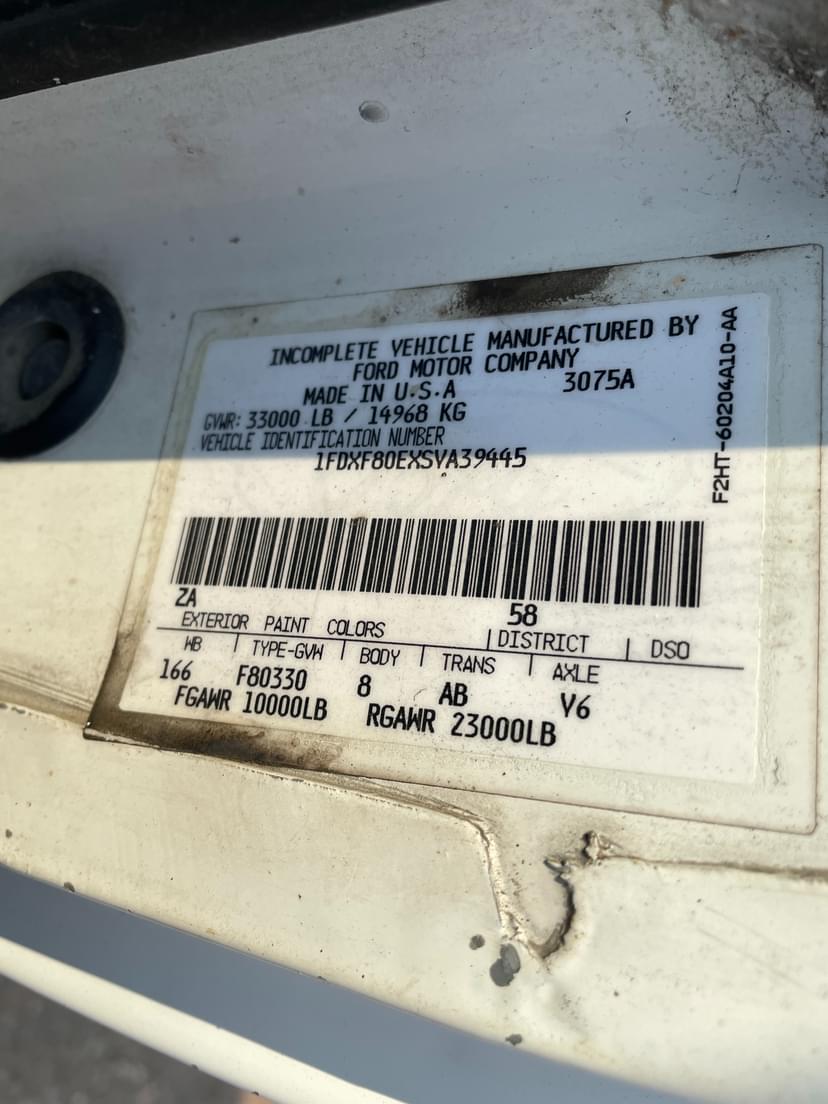 INCOMPLETE VEHICLE MANUFACTURED BY
FORD MOTOR COMPANY
MADE IN U.S.A 3075A
GVWR: 33000 LB / 14968 KG
VEHICLE IDENTIFICATION NUMBER
1FDXF80EXSVA39445
F2HT-60204A10-AA
ZA 58
EXTERIOR PAINT COLORS DISTRICT DSO
WB TYPE-GVW BODY TRANS AXLE
166 F80330 8 AB V6
FGAWR 10000LB RGAWR 23000LB